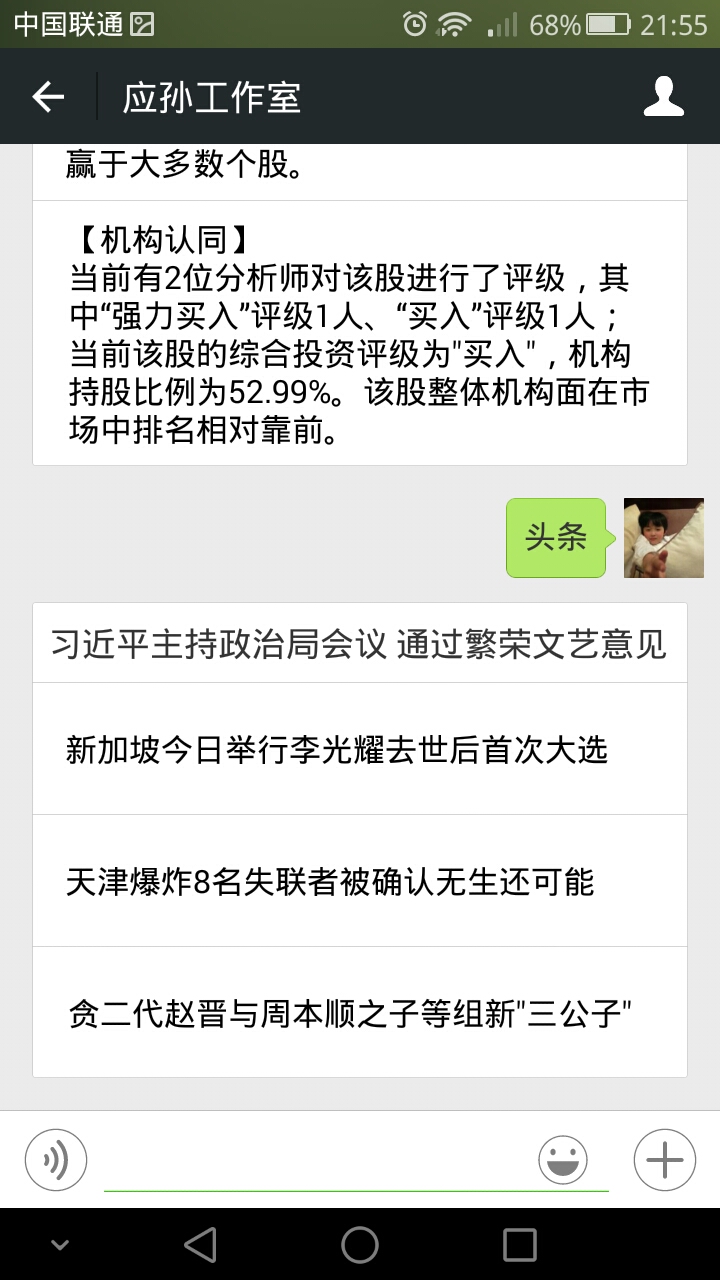 中国联通 68% 21:55
应孙工作室
赢于大多数个股。
【机构认同】
当前有2位分析师对该股进行了评级，其
中“强力买入”评级1人、“买入”评级1人；
当前该股的综合投资评级为"买入"，机构
持股比例为52.99%。该股整体机构面在市
场中排名相对靠前。
头条
习近平主持政治局会议 通过繁荣文艺意见
新加坡今日举行李光耀去世后首次大选
天津爆炸8名失联者被确认无生还可能
贪二代赵晋与周本顺之子等组新"三公子"